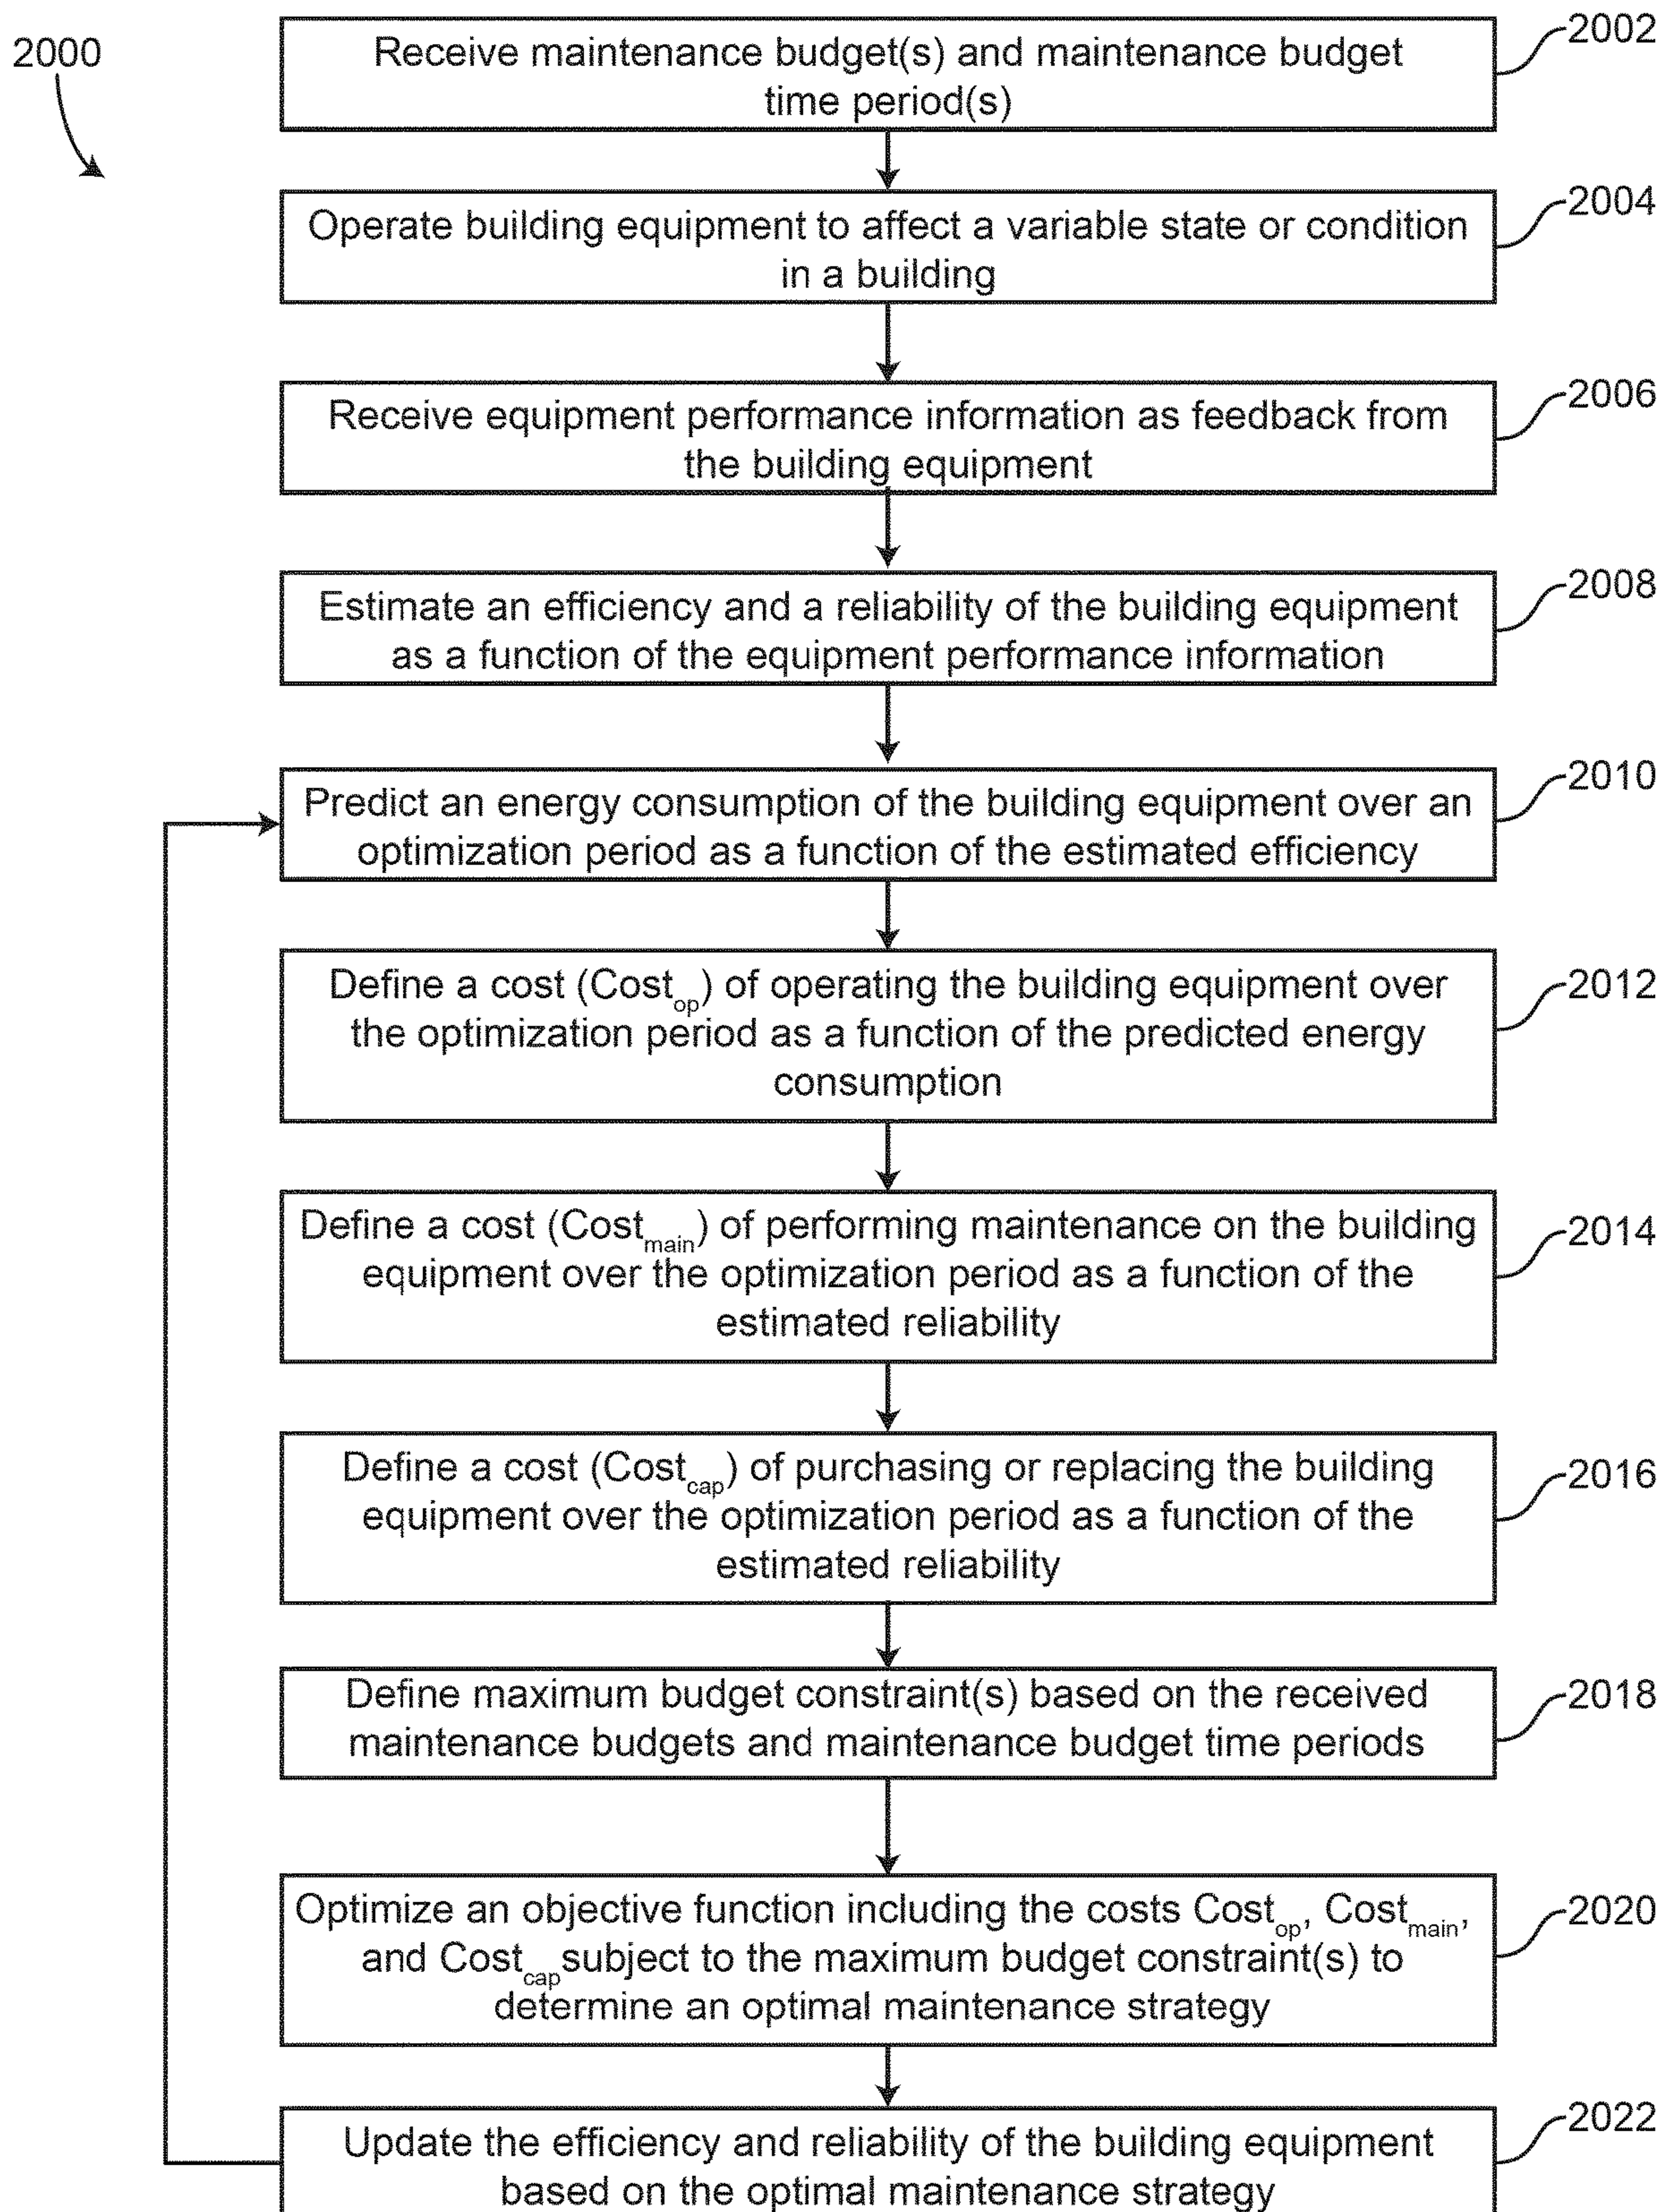 2000
Receive maintenance budget(s) and maintenance budget
time period(s)
2002
Operate building equipment to affect a variable state or condition
in a building
2004
Receive equipment performance information as feedback from
the building equipment
2006
Estimate an efficiency and a reliability of the building equipment
as a function of the equipment performance information
2008
Predict an energy consumption of the building equipment over an
optimization period as a function of the estimated efficiency
2010
Define a cost (Costop) of operating the building equipment over
the optimization period as a function of the predicted energy
consumption
2012
Define a cost (Costmain) of performing maintenance on the building
equipment over the optimization period as a function of the
estimated reliability
2014
Define a cost (Costcap) of purchasing or replacing the building
equipment over the optimization period as a function of the
estimated reliability
2016
Define maximum budget constraint(s) based on the received
maintenance budgets and maintenance budget time periods
2018
Optimize an objective function including the costs Costop, Costmain,
and Costcap subject to the maximum budget constraint(s) to
determine an optimal maintenance strategy
2020
Update the efficiency and reliability of the building equipment
based on the optimal maintenance strategy
2022